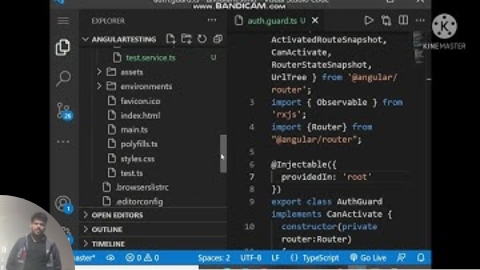 auth.guard.ts - angulartesting - Visual Studio Code
www.BANDICAM.com
EXPLORER
ANGULARTESTING
test.service.ts U
assets
environments
favicon.ico
index.html
main.ts
polyfills.ts
styles.css
test.ts
.browserslistrc
.editorconfig
OPEN EDITORS
OUTLINE
TIMELINE
26
1
auth.guard.ts U
ActivatedRouteSnapshot,
CanActivate,
RouterStateSnapshot,
UrlTree } from '@angular/
router';
3 import { Observable } from
'rxjs';
4 import {Router} from
"@angular/router";
5
6 @Injectable({
7 providedIn: 'root'
8 })
9 export class AuthGuard
implements CanActivate {
10 constructor(private
router:Router)
master* 0 0 Spaces: 2 UTF-8 LF TypeScript Go Live
KINEMASTER